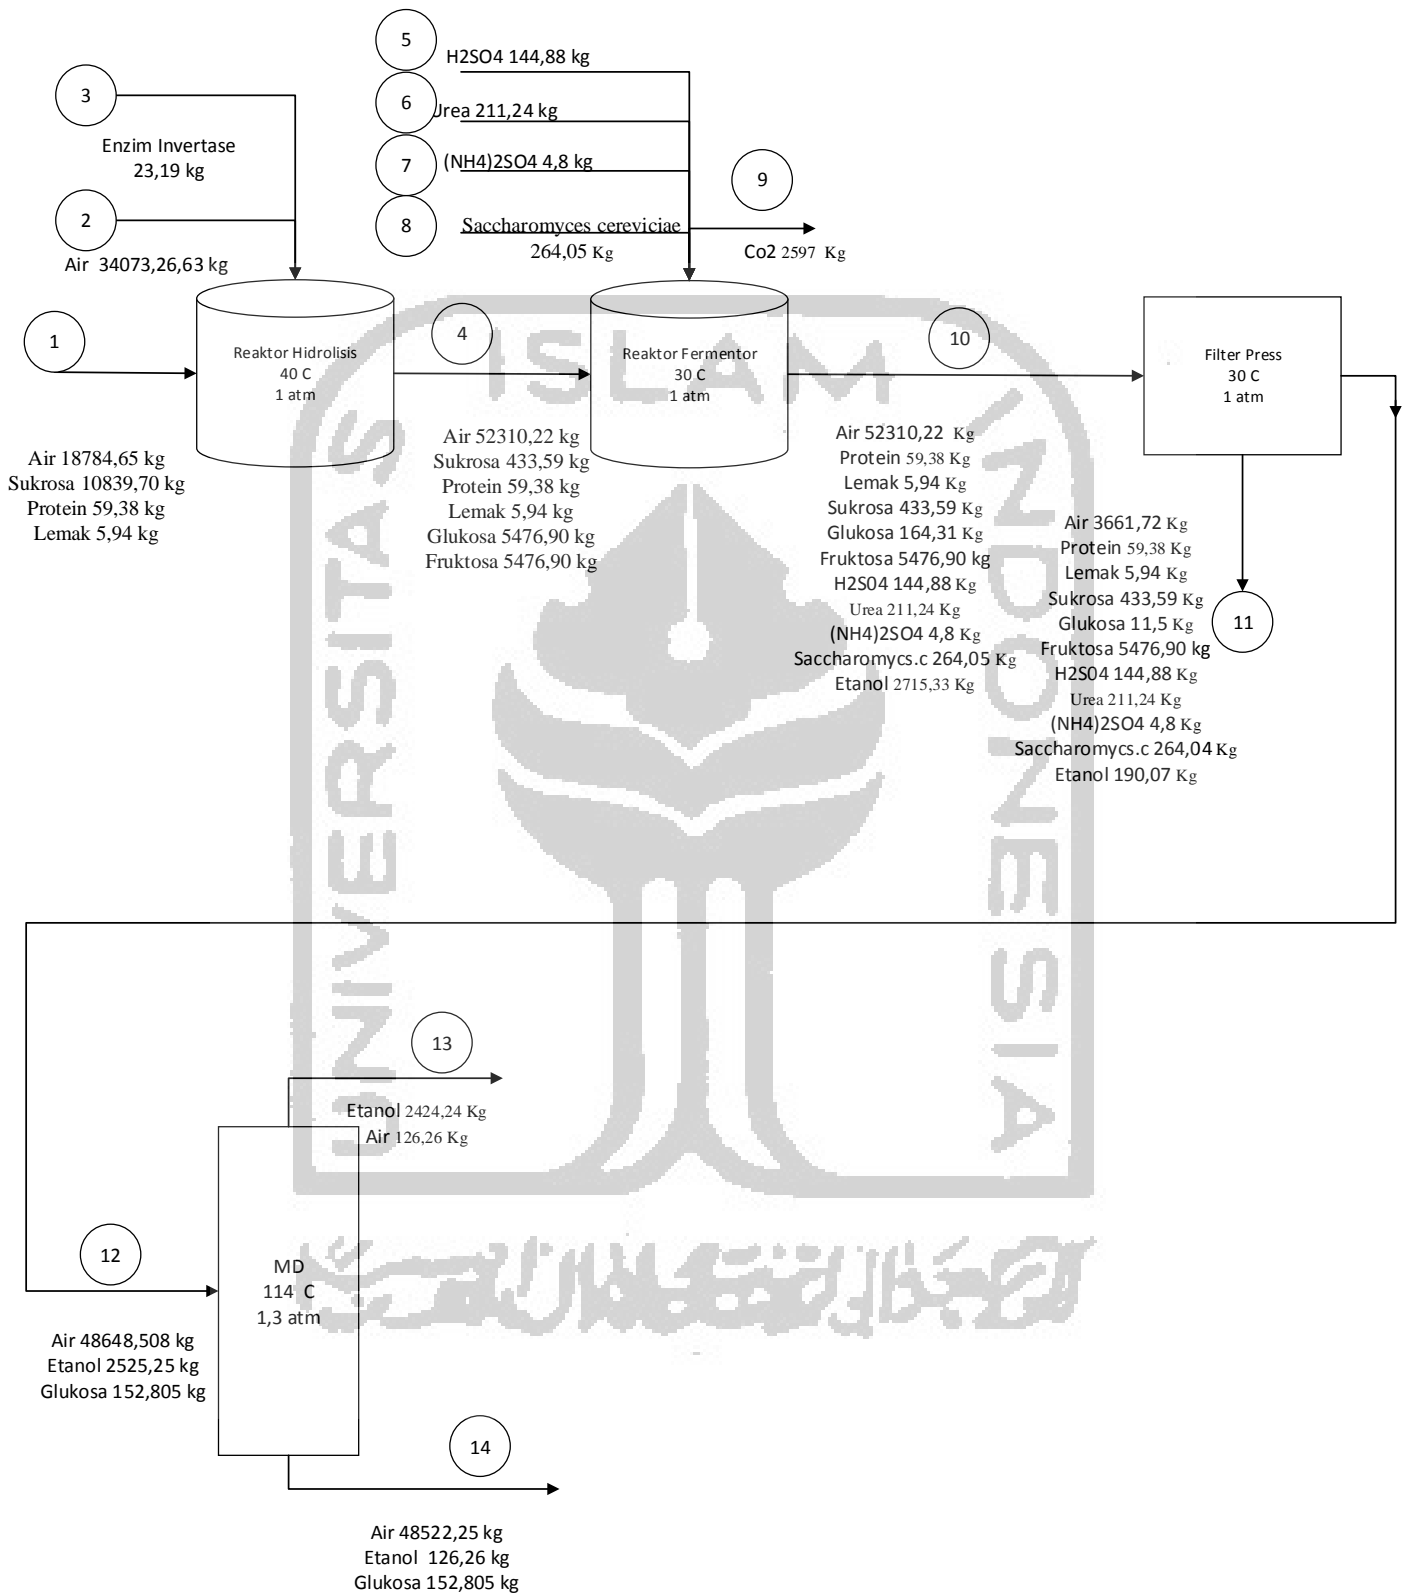 5
H2SO4 144,88 kg
3
6
Urea 211,24 kg
Enzim Invertase
23,19 kg
7
(NH4)2SO4 4,8 kg
9
2
8
Saccharomyces cereviciae
264,05 Kg
Co2 2597 Kg
Air 34073,26,63 kg
1
Reaktor Hidrolisis
40 C
1 atm
4
Reaktor Fermentor
30 C
1 atm
10
Filter Press
30 C
1 atm
Air 18784,65 kg
Sukrosa 10839,70 kg
Protein 59,38 kg
Lemak 5,94 kg
Air 52310,22 kg
Sukrosa 433,59 kg
Protein 59,38 kg
Lemak 5,94 kg
Glukosa 5476,90 kg
Fruktosa 5476,90 kg
Air 52310,22 Kg
Protein 59,38 Kg
Lemak 5,94 Kg
Sukrosa 433,59 Kg
Glukosa 164,31 Kg
Fruktosa 5476,90 kg
H2S04 144,88 Kg
Urea 211,24 Kg
(NH4)2SO4 4,8 Kg
Saccharomycs.c 264,05 Kg
Etanol 2715,33 Kg
Air 3661,72 Kg
Protein 59,38 Kg
Lemak 5,94 Kg
Sukrosa 433,59 Kg
Glukosa 11,5 Kg
Fruktosa 5476,90 kg
H2S04 144,88 Kg
Urea 211,24 Kg
(NH4)2SO4 4,8 Kg
Saccharomycs.c 264,04 Kg
Etanol 190,07 Kg
11
13
Etanol 2424,24 Kg
Air 126,26 Kg
12
MD
114 C
1,3 atm
Air 48648,508 kg
Etanol 2525,25 kg
Glukosa 152,805 kg
14
Air 48522,25 kg
Etanol 126,26 kg
Glukosa 152,805 kg
UNIVERSITAS
ISLAM
INDONESIA